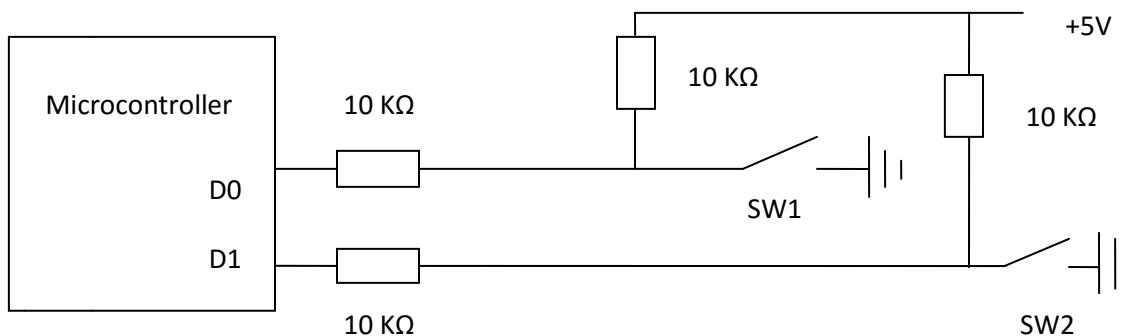 +5V
10 KΩ
Microcontroller
10 KΩ
10 KΩ
D0
SW1
D1
10 KΩ
SW2